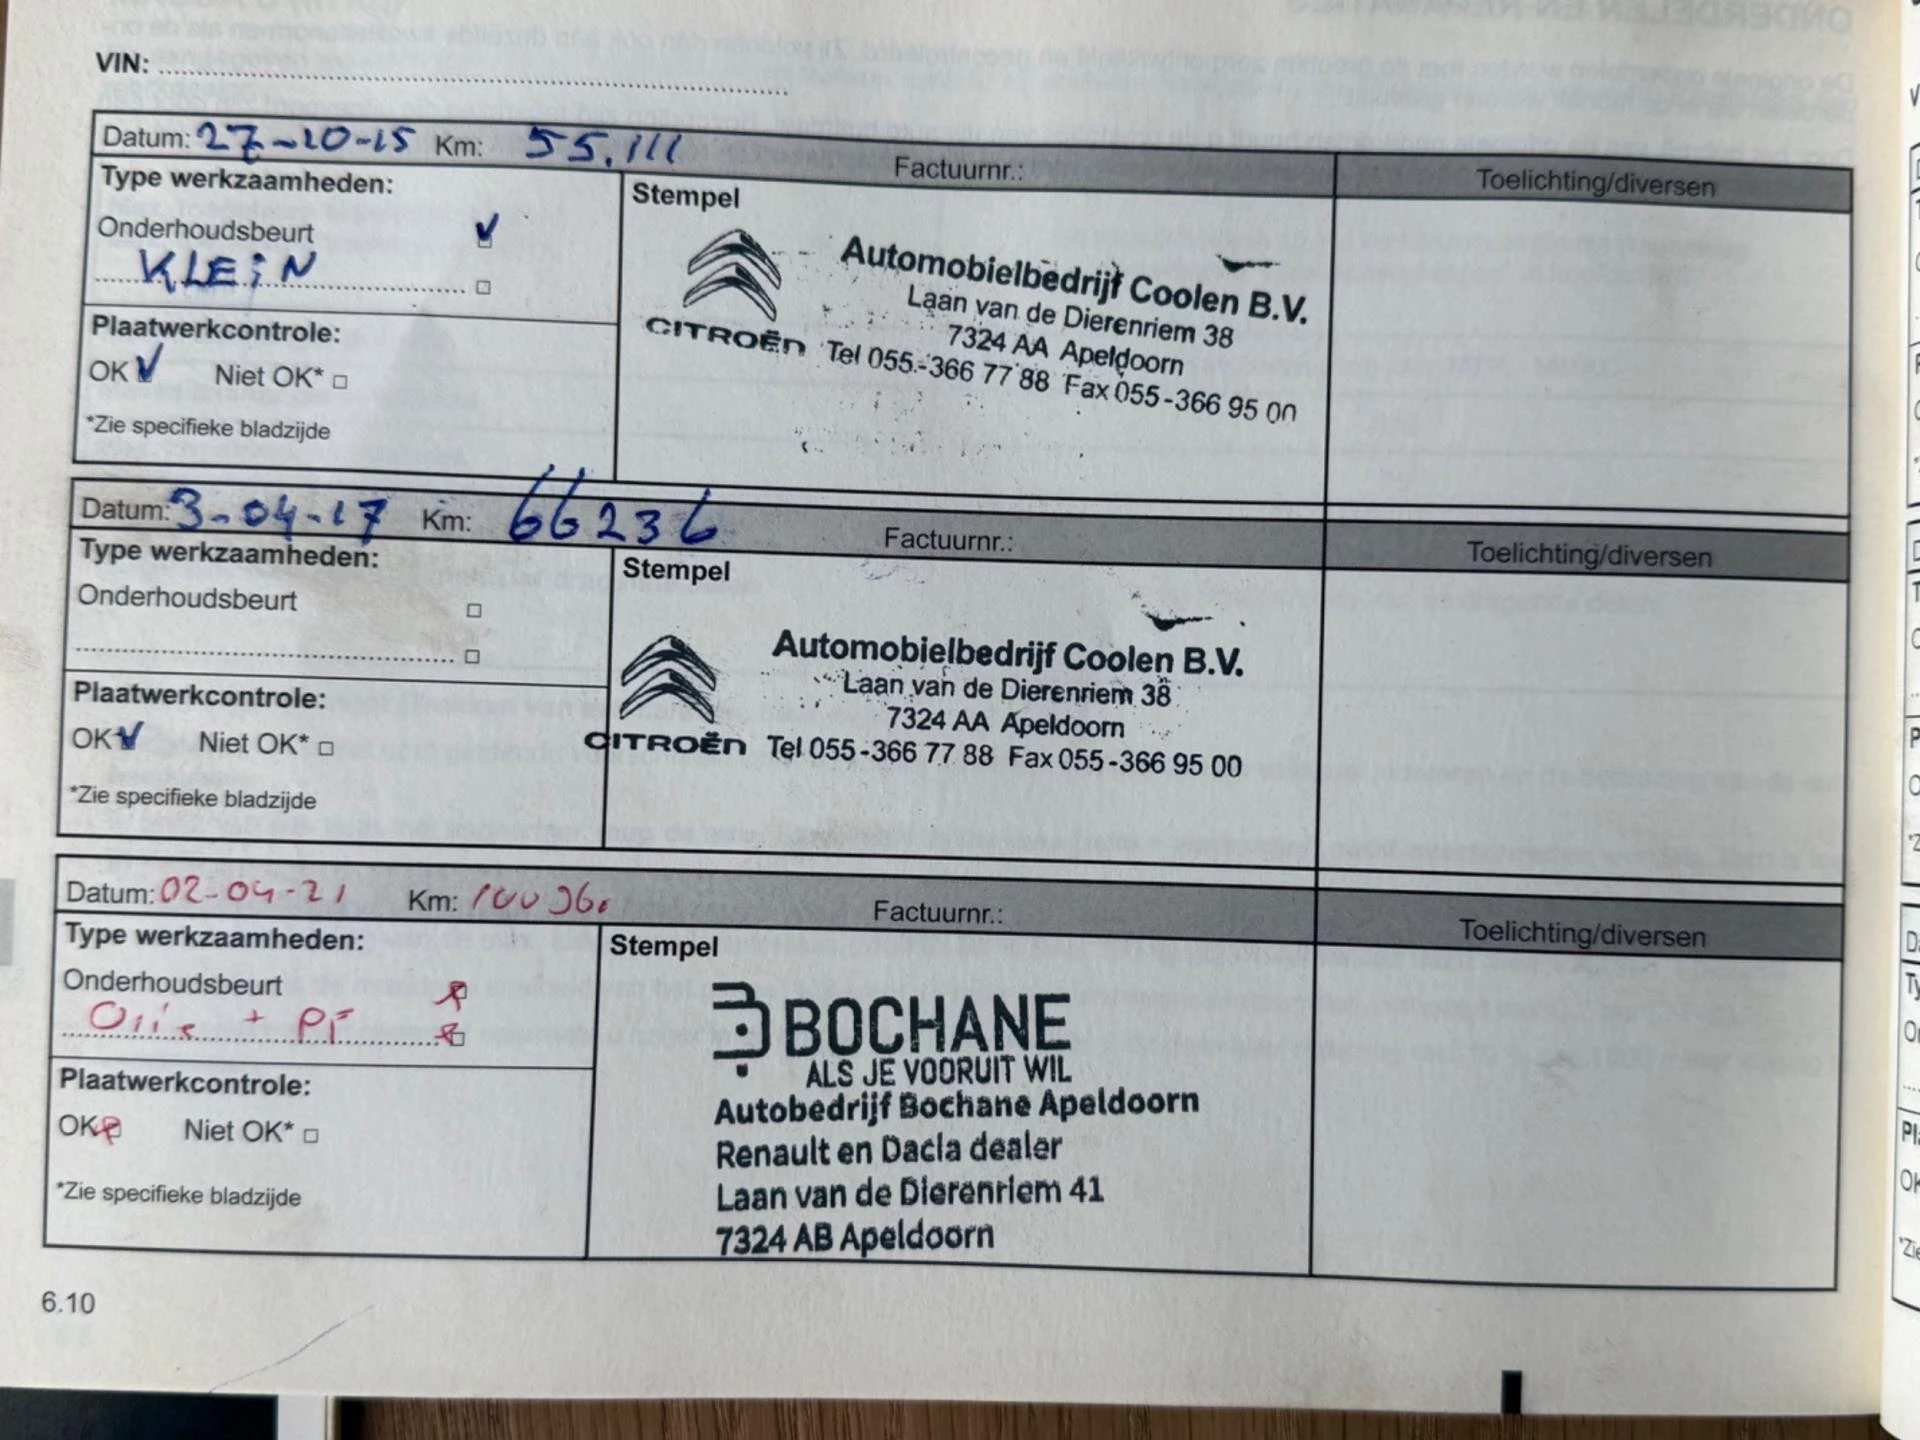 VIN:
Datum: 27-10-15 Km: 55.111 Factuurnr.: Toelichting/diversen
Type werkzaamheden:
Stempel
Onderhoudsbeurt
KLEIN
Plaatwerkcontrole:
OK Niet OK*
*Zie specifieke bladzijde
CITROËN
Automobielbedrijf Coolen B.V.
Laan van de Dierenriem 38
7324 AA Apeldoorn
Tel 055-366 77 88 Fax 055-366 95 00
Datum: 3-04-17 Km: 66236 Factuurnr.: Toelichting/diversen
Type werkzaamheden:
Stempel
Onderhoudsbeurt
Plaatwerkcontrole:
OK Niet OK*
*Zie specifieke bladzijde
CITROËN
Automobielbedrijf Coolen B.V.
Laan van de Dierenriem 38
7324 AA Apeldoorn
Tel 055-366 77 88 Fax 055-366 95 00
Datum: 02-04-21 Km: Factuurnr.: Toelichting/diversen
Type werkzaamheden:
Stempel
Onderhoudsbeurt
Olie + PF
Plaatwerkcontrole:
OK Niet OK*
*Zie specifieke bladzijde
BOCHANE
ALS JE VOORUIT WIL
Autobedrijf Bochane Apeldoorn
Renault en Dacia dealer
Laan van de Dierenriem 41
7324 AB Apeldoorn
6.10